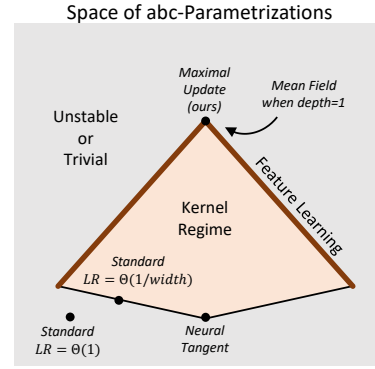 Space of abc-Parametrizations
Maximal
Update
(ours)
Mean Field
when depth=1
Unstable
or
Trivial
Feature Learning
Kernel
Regime
Standard
LR = Θ(1/width)
Standard
LR = Θ(1)
Neural
Tangent